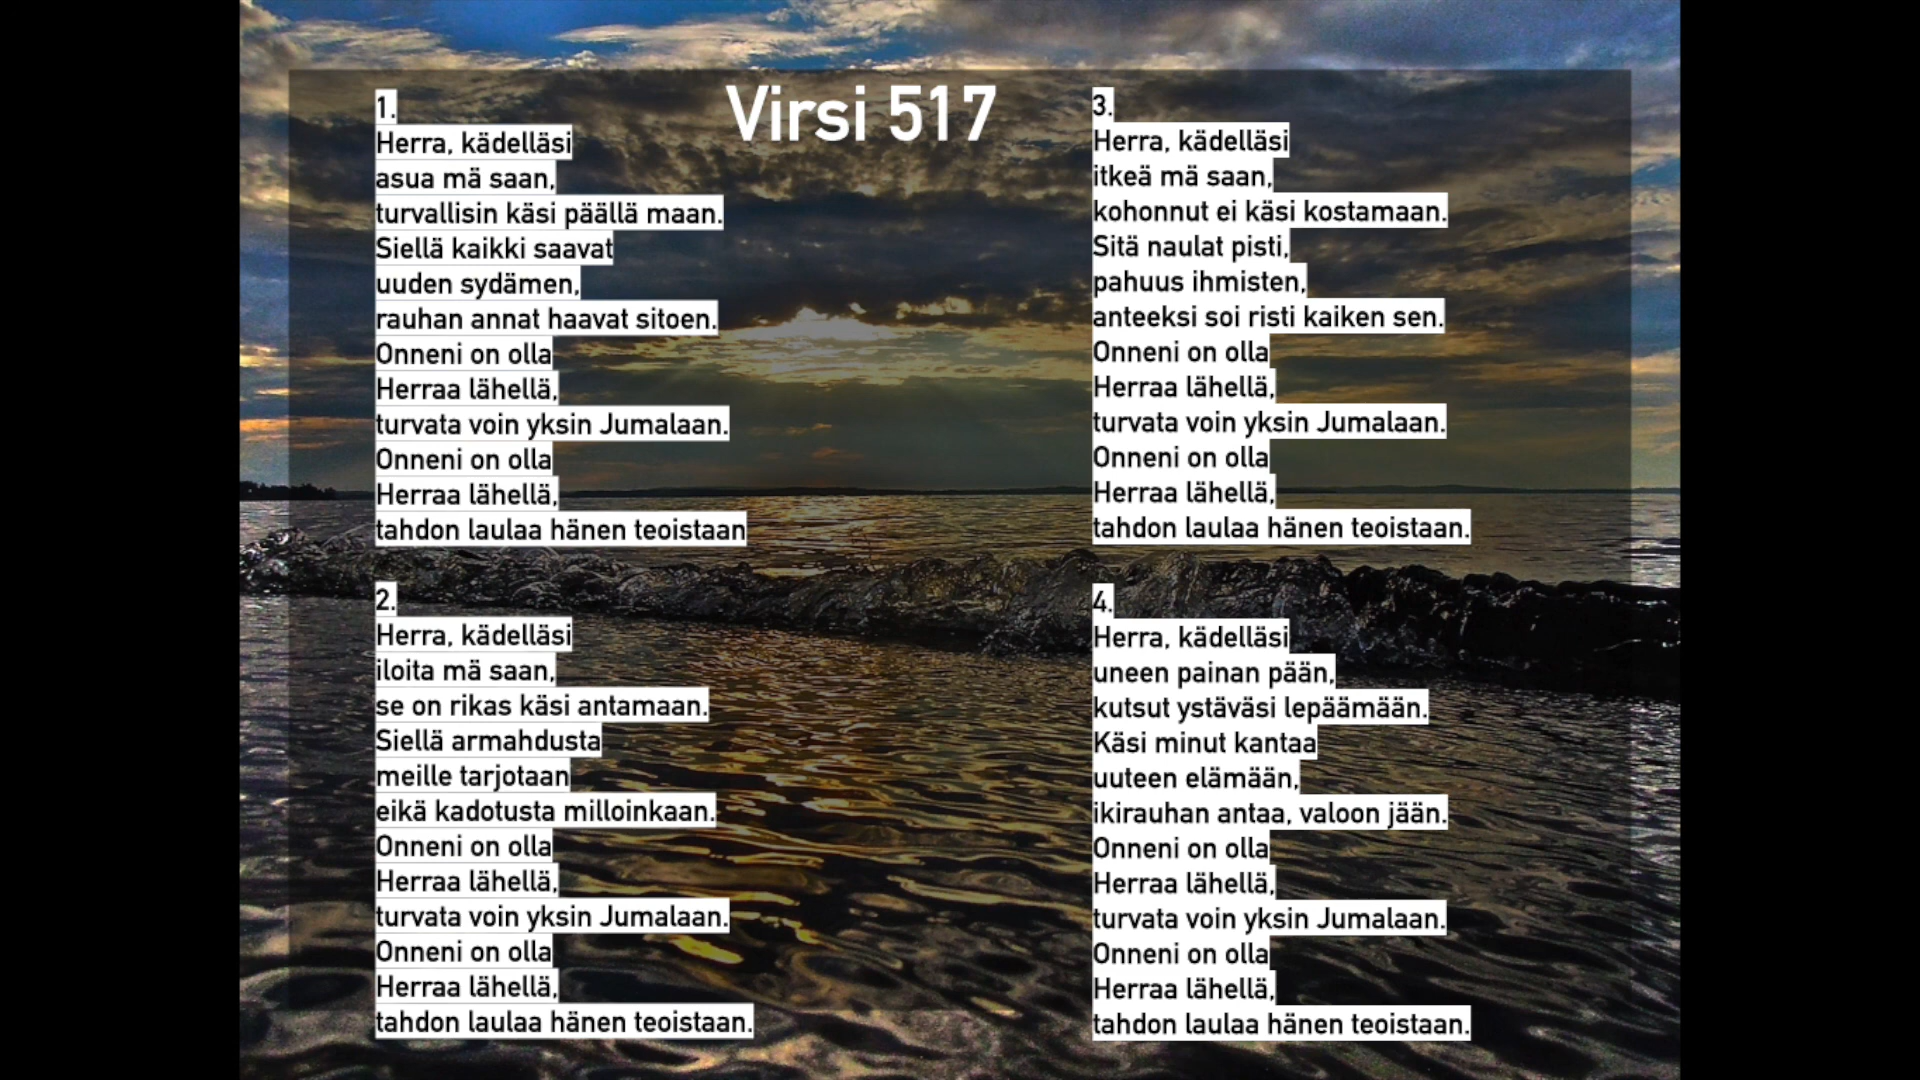 Virsi 517
1.
Herra, kädelläsi
asua mä saan,
turvallisin käsi päällä maan.
Siellä kaikki saavat
uuden sydämen,
rauhan annat haavat sitoen.
Onneni on olla
Herraa lähellä,
turvata voin yksin Jumalaan.
Onneni on olla
Herraa lähellä,
tahdon laulaa hänen teoistaan
2.
Herra, kädelläsi
iloita mä saan,
se on rikas käsi antamaan.
Siellä armahdusta
meille tarjotaan
eikä kadotusta milloinkaan.
Onneni on olla
Herraa lähellä,
turvata voin yksin Jumalaan.
Onneni on olla
Herraa lähellä,
tahdon laulaa hänen teoistaan.
3.
Herra, kädelläsi
itkeä mä saan,
kohonnut ei käsi kostamaan.
Sitä naulat pisti,
pahuus ihmisten,
anteeksi soi risti kaiken sen.
Onneni on olla
Herraa lähellä,
turvata voin yksin Jumalaan.
Onneni on olla
Herraa lähellä,
tahdon laulaa hänen teoistaan.
4.
Herra, kädelläsi
uneen painan pään,
kutsut ystäväsi lepäämään.
Käsi minut kantaa
uuteen elämään,
ikirauhan antaa, valoon jään.
Onneni on olla
Herraa lähellä,
turvata voin yksin Jumalaan.
Onneni on olla
Herraa lähellä,
tahdon laulaa hänen teoistaan.